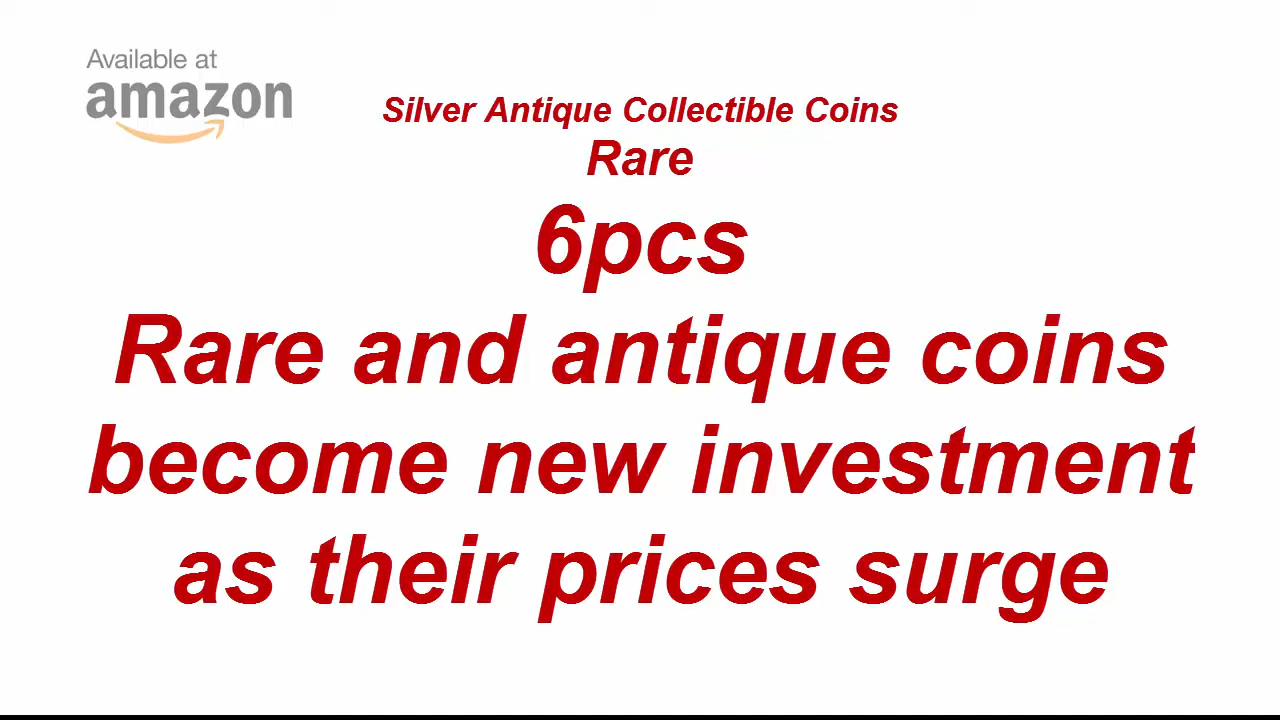 Available at
amazon
Silver Antique Collectible Coins
Rare
6pcs
Rare and antique coins
become new investment
as their prices surge